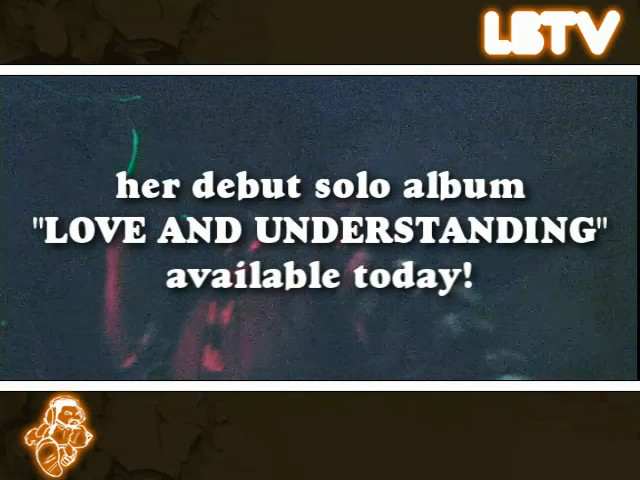 LBTV
her debut solo album
"LOVE AND UNDERSTANDING"
available today!